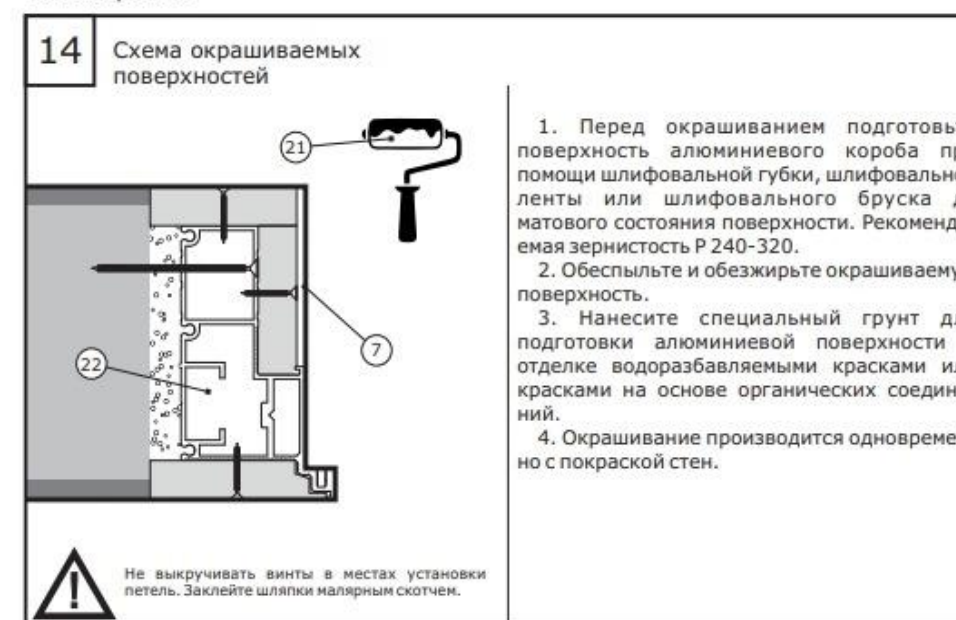 14
Схема окрашиваемых
поверхностей
21
7
22
Не выкручивать винты в местах установки
петель. Заклейте шляпки малярным скотчем.
1. Перед окрашиванием подготовь
поверхность алюминиевого короба пр
помощи шлифовальной губки, шлифовально
ленты или шлифовального бруска д
матового состояния поверхности. Рекоменд
емая зернистость Р 240-320.
2. Обеспыльте и обезжирьте окрашиваему
поверхность.
3. Нанесите специальный грунт дл
подготовки алюминиевой поверхности
отделке водоразбавляемыми красками ил
красками на основе органических соедин
ний.
4. Окрашивание производится одновреме
но с покраской стен.